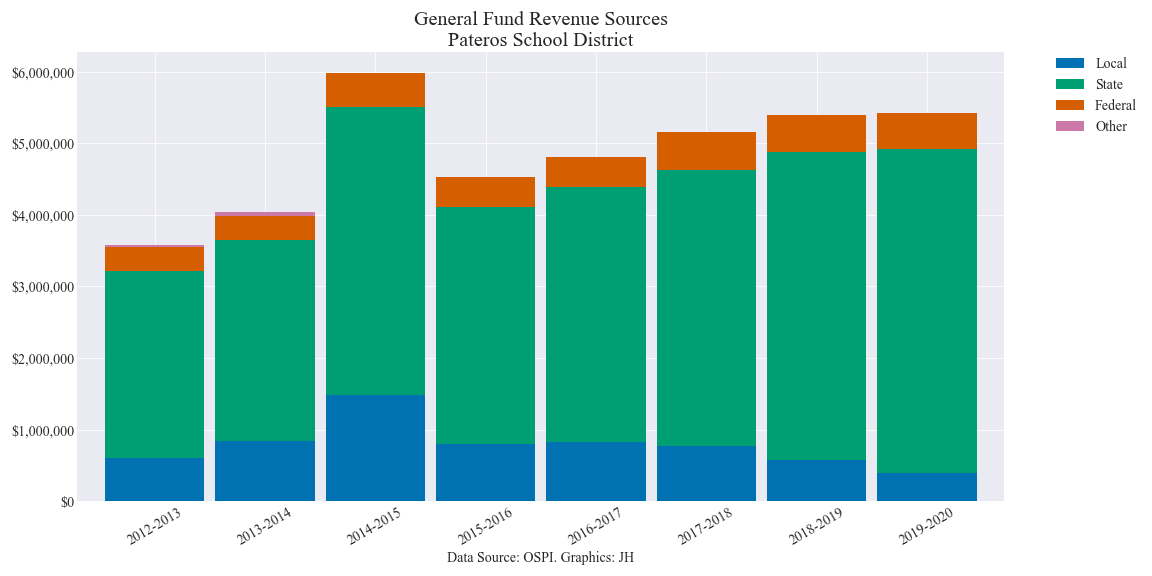 General Fund Revenue Sources
Pateros School District
Local
State
Federal
Other
$6,000,000
$5,000,000
$4,000,000
$3,000,000
$2,000,000
$1,000,000
$0
2012-2013
2013-2014
2014-2015
2015-2016
2016-2017
2017-2018
2018-2019
2019-2020
Data Source: OSPI. Graphics: JH